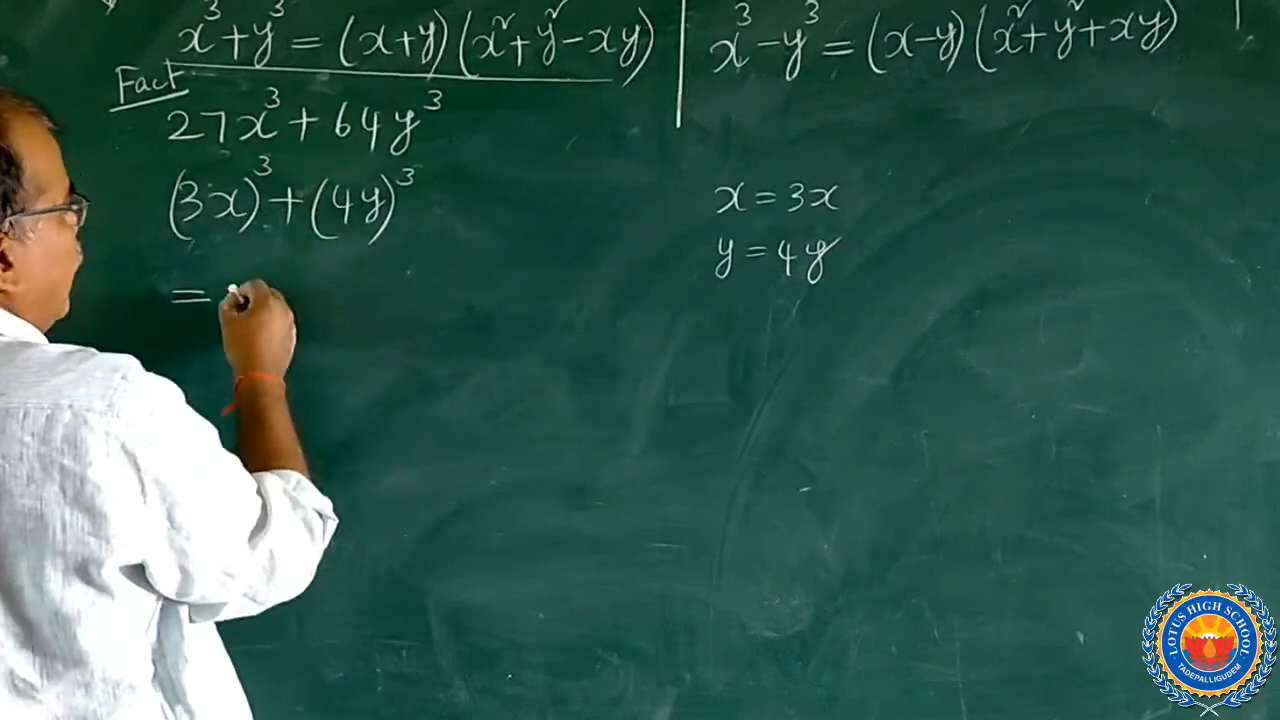 x³+y³ = (x+y)(x²+y²-xy)
x³-y³ = (x-y)(x²+y²+xy)
Fact
27x³+64y³
(3x)³+(4y)³
=
x=3x
y=4y
LOTUS HIGH SCHOOL
TADEPALLIGUDEM